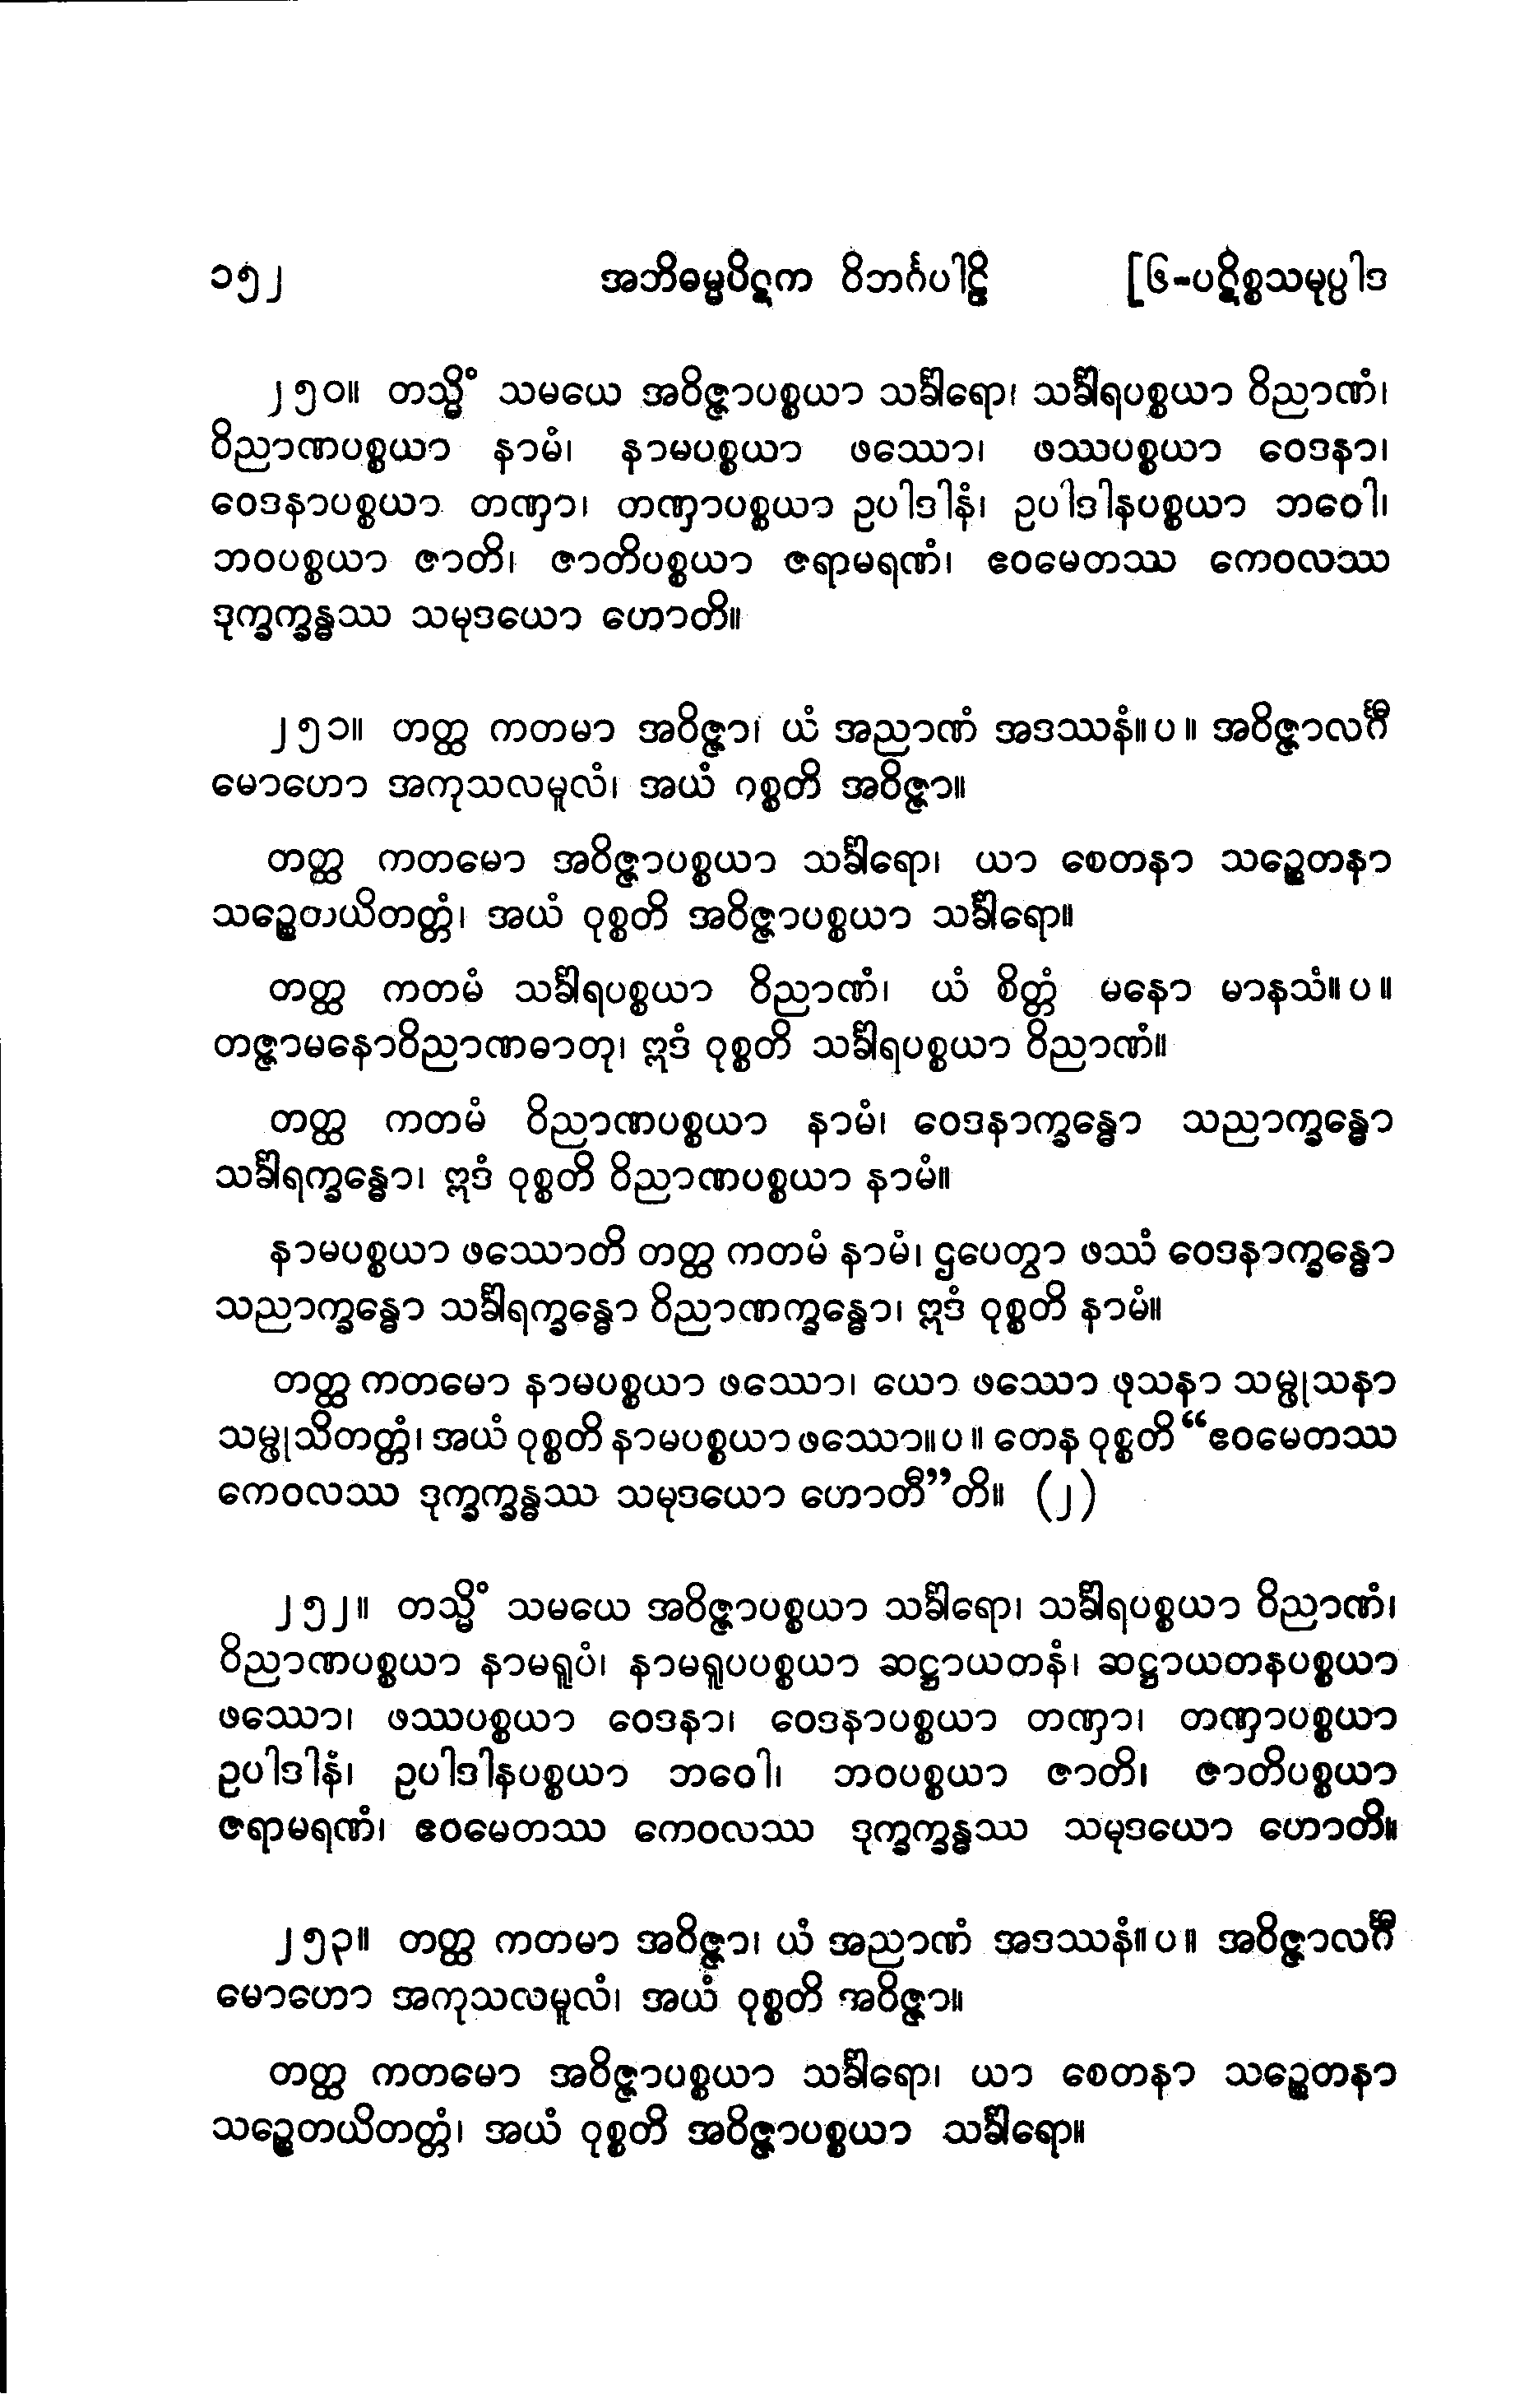 ၁၅၂ အဘိဓမ္မပိဋက ဝိဘင်္ဂပါဠိ [၆-ပဋိစ္စသမုပ္ပါဒ
၂၅၀။ တသ္မိံ သမယေ အဝိဇ္ဇာပစ္စယာ သင်္ခါရော၊ သင်္ခါရပစ္စယာ ဝိညာဏံ၊
ဝိညာဏပစ္စယာ နာမံ၊ နာမပစ္စယာ ဖဿော၊ ဖဿပစ္စယာ ဝေဒနာ၊
ဝေဒနာပစ္စယာ တဏှာ၊ တဏှာပစ္စယာ ဥပါဒါနံ၊ ဥပါဒါနပစ္စယာ ဘဝေါ၊
ဘဝပစ္စယာ ဇာတိ၊ ဇာတိပစ္စယာ ဇရာမရဏံ၊ ဧဝမေတဿ ကေဝလဿ
ဒုက္ခက္ခန္ဓဿ သမုဒယော ဟောတိ။
၂၅၁။ တတ္ထ ကတမာ အဝိဇ္ဇာ၊ ယံ အညာဏံ အဒဿနံ။ပ။ အဝိဇ္ဇာလင်္ဂီ
မောဟော အကုသလမူလံ၊ အယံ ဂစ္စတိ အဝိဇ္ဇာ။
တတ္ထ ကတမော အဝိဇ္ဇာပစ္စယာ သင်္ခါရော၊ ယာ စေတနာ သဉ္စေတနာ
သဉ္စေတယိတတ္တံ၊ အယံ ဝုစ္စတိ အဝိဇ္ဇာပစ္စယာ သင်္ခါရော။
တတ္ထ ကတမံ သင်္ခါရပစ္စယာ ဝိညာဏံ၊ ယံ စိတ္တံ မနော မာနသံ။ပ။
တဇ္ဇာမနောဝိညာဏဓာတု၊ ဣဒံ ဝုစ္စတိ သင်္ခါရပစ္စယာ ဝိညာဏံ။
တတ္ထ ကတမံ ဝိညာဏပစ္စယာ နာမံ၊ ဝေဒနာက္ခန္ဓော သညာက္ခန္ဓော
သင်္ခါရက္ခန္ဓော၊ ဣဒံ ဝုစ္စတိ ဝိညာဏပစ္စယာ နာမံ။
နာမပစ္စယာ ဖဿောတိ တတ္ထ ကတမံ နာမံ၊ ဌပေတွာ ဖဿံ ဝေဒနာက္ခန္ဓော
သညာက္ခန္ဓော သင်္ခါရက္ခန္ဓော ဝိညာဏက္ခန္ဓော၊ ဣဒံ ဝုစ္စတိ နာမံ။
တတ္ထ ကတမော နာမပစ္စယာ ဖဿော၊ ယော ဖဿော ဖုသနာ သမ္ဖုသနာ
သမ္ဖုသိတတ္တံ၊ အယံ ဝုစ္စတိ နာမပစ္စယာ ဖဿော။ပ။ တေန ဝုစ္စတိ “ဧဝမေတဿ
ကေဝလဿ ဒုက္ခက္ခန္ဓဿ သမုဒယော ဟောတီ”တိ။ (၂)
၂၅၂။ တသ္မိံ သမယေ အဝိဇ္ဇာပစ္စယာ သင်္ခါရော၊ သင်္ခါရပစ္စယာ ဝိညာဏံ၊
ဝိညာဏပစ္စယာ နာမရူပံ၊ နာမရူပပစ္စယာ ဆဋ္ဌာယတနံ၊ ဆဋ္ဌာယတနပစ္စယာ
ဖဿော၊ ဖဿပစ္စယာ ဝေဒနာ၊ ဝေဒနာပစ္စယာ တဏှာ၊ တဏှာပစ္စယာ
ဥပါဒါနံ၊ ဥပါဒါနပစ္စယာ ဘဝေါ၊ ဘဝပစ္စယာ ဇာတိ၊ ဇာတိပစ္စယာ
ဇရာမရဏံ၊ ဧဝမေတဿ ကေဝလဿ ဒုက္ခက္ခန္ဓဿ သမုဒယော ဟောတိ။
၂၅၃။ တတ္ထ ကတမာ အဝိဇ္ဇာ၊ ယံ အညာဏံ အဒဿနံ။ပ။ အဝိဇ္ဇာလင်္ဂီ
မောဟော အကုသလမူလံ၊ အယံ ဝုစ္စတိ အဝိဇ္ဇာ။
တတ္ထ ကတမော အဝိဇ္ဇာပစ္စယာ သင်္ခါရော၊ ယာ စေတနာ သဉ္စေတနာ
သဉ္စေတယိတတ္တံ၊ အယံ ဝုစ္စတိ အဝိဇ္ဇာပစ္စယာ သင်္ခါရော။